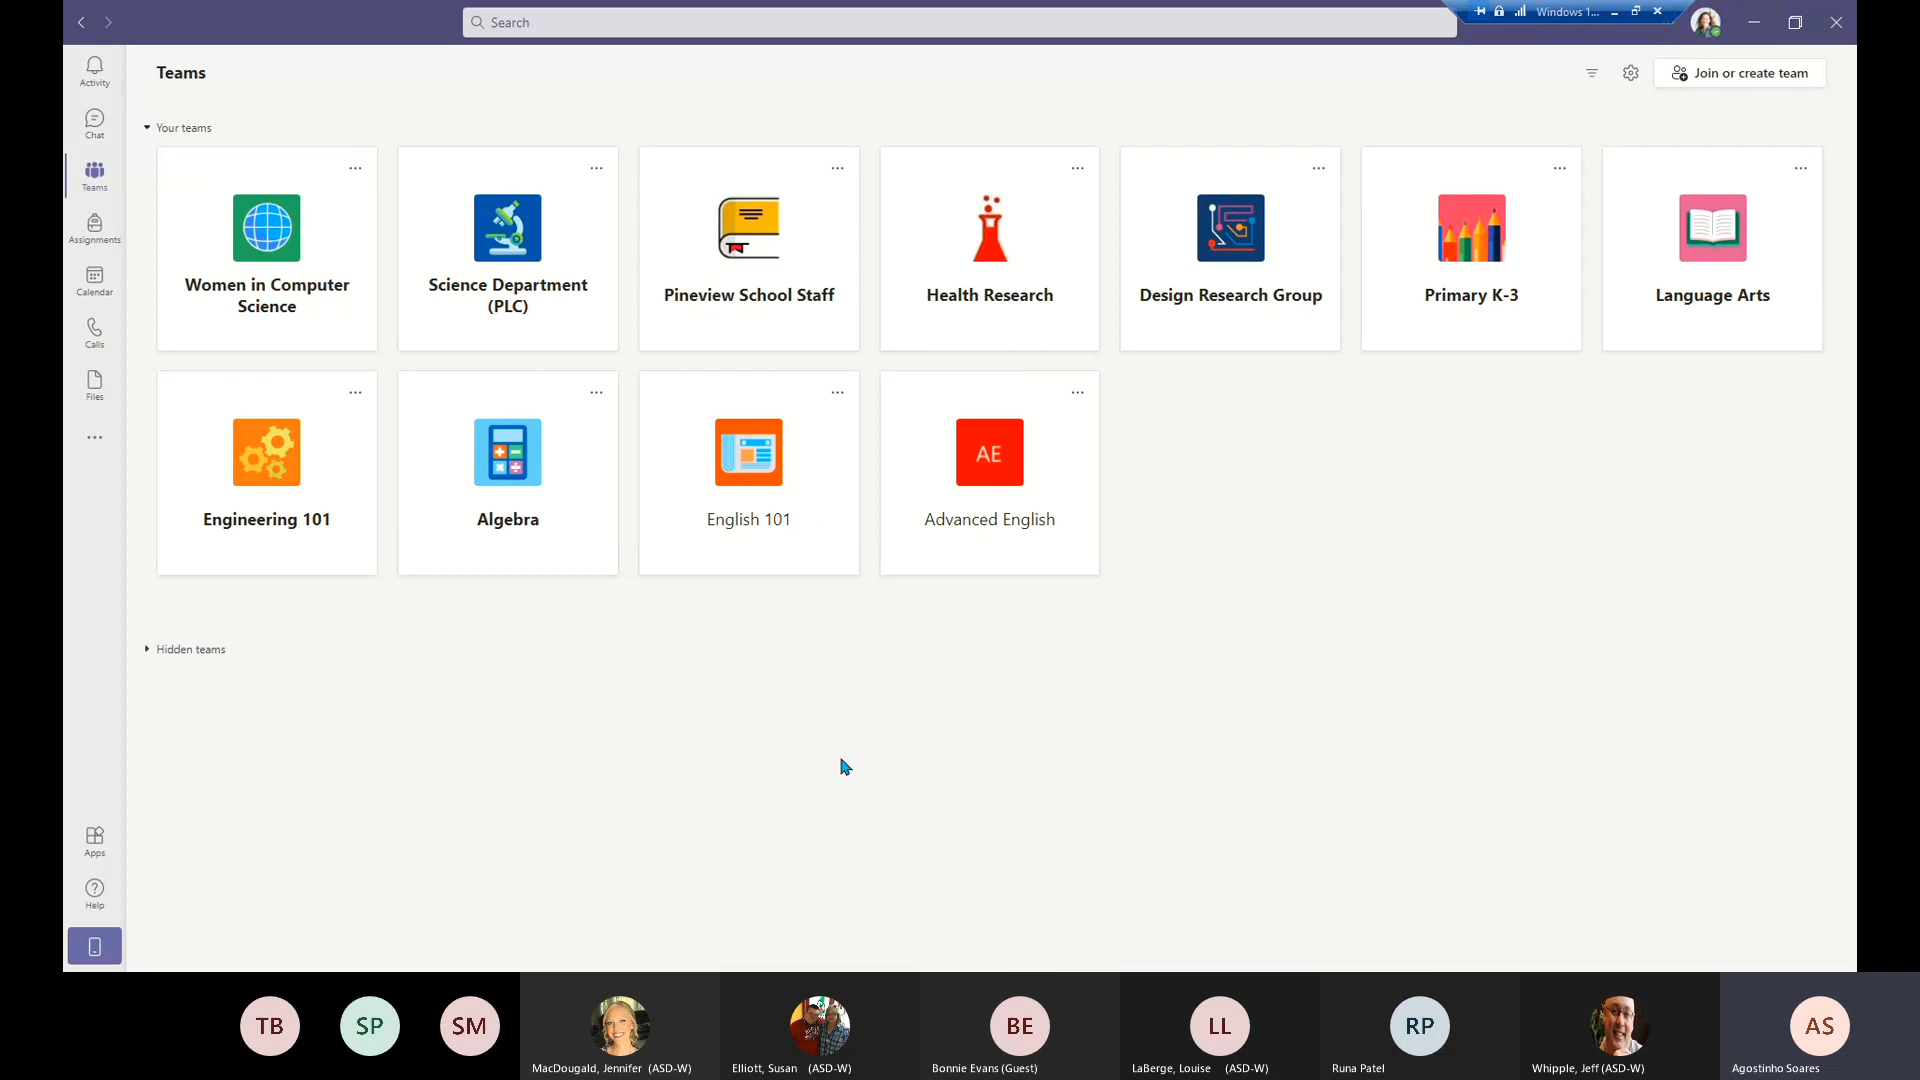 Search
Windows 1...
Activity
Chat
Teams
Assignments
Calendar
Calls
Files
Apps
Help
Teams
Join or create team
Your teams
Women in Computer
Science
Science Department
(PLC)
Pineview School Staff
Health Research
Design Research Group
Primary K-3
Language Arts
Engineering 101
Algebra
English 101
AE
Advanced English
Hidden teams
TB
SP
SM
MacDougald, Jennifer (ASD-W)
Elliott, Susan (ASD-W)
BE
Bonnie Evans (Guest)
LL
LaBerge, Louise (ASD-W)
RP
Runa Patel
Whipple, Jeff (ASD-W)
AS
Agostinho Soares